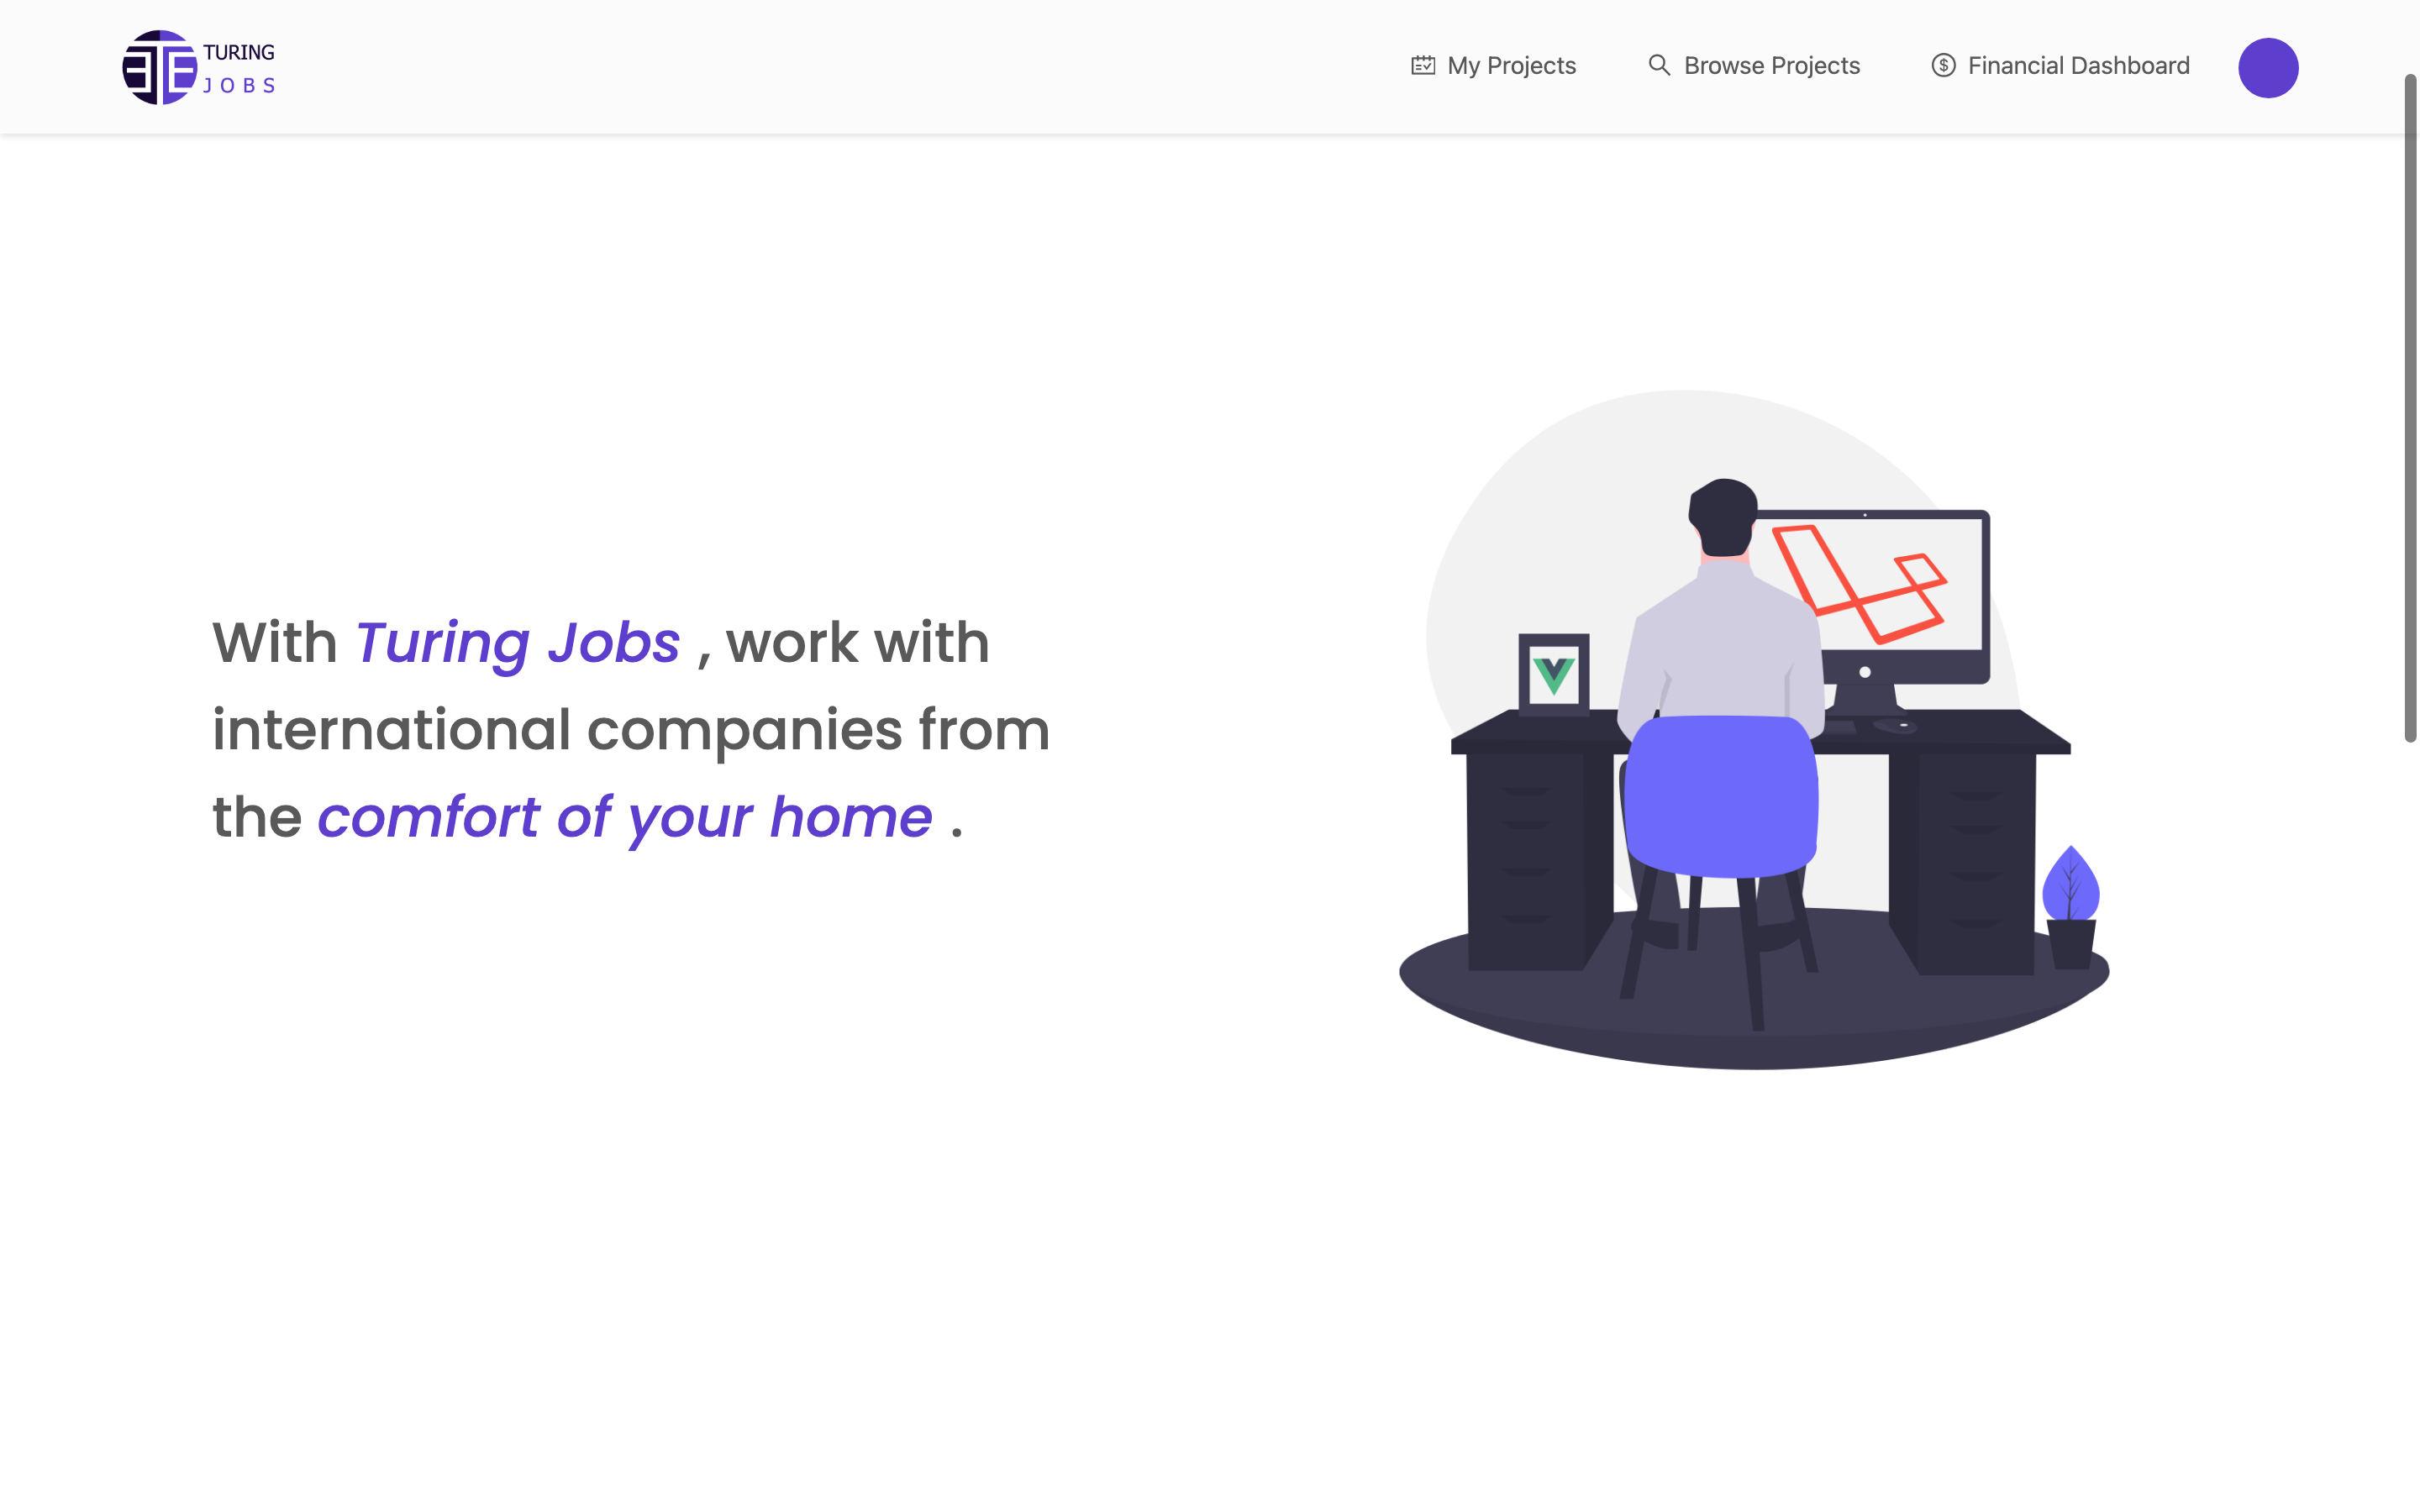 TURING
JOBS
My Projects
Browse Projects
Financial Dashboard
With Turing Jobs , work with
international companies from
the comfort of your home .